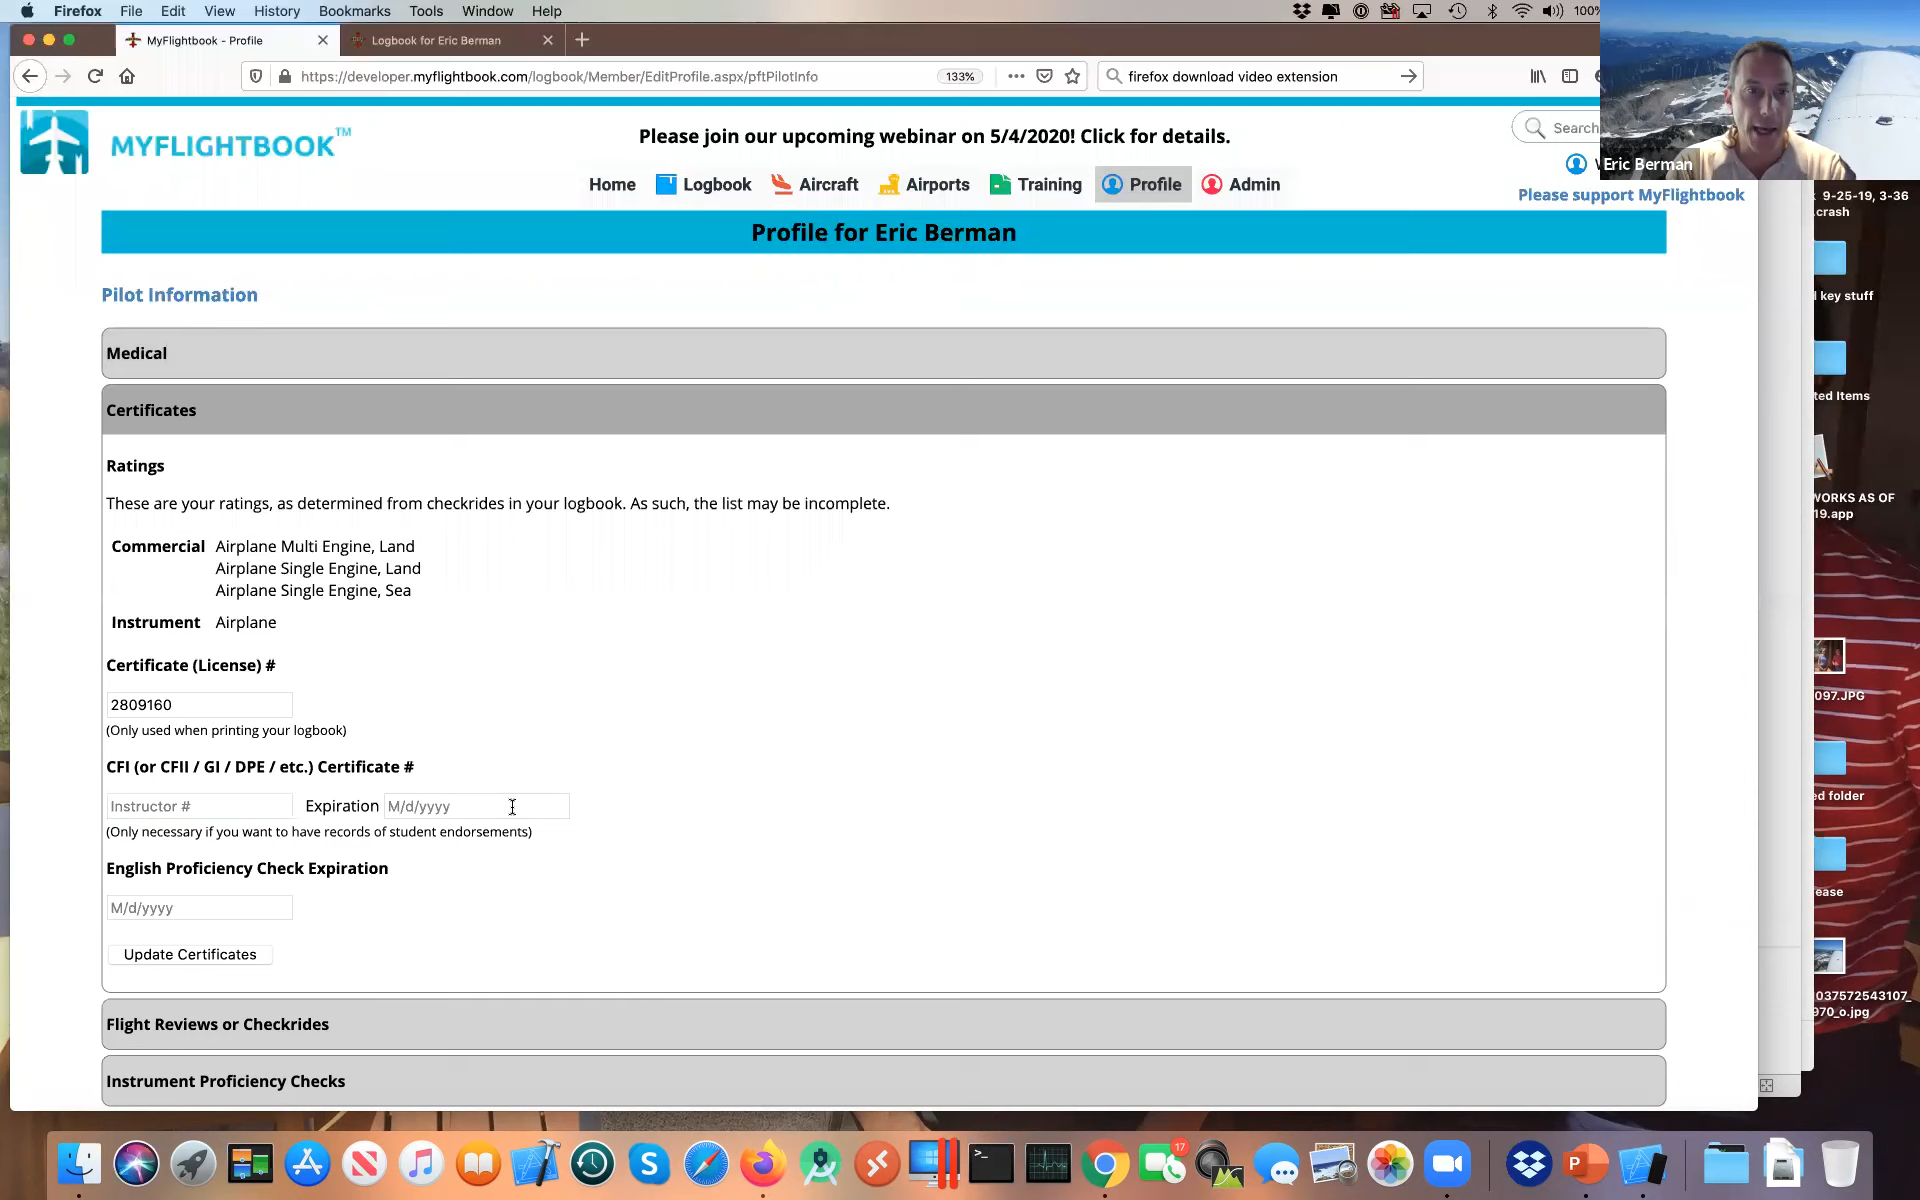 Firefox File Edit View History Bookmarks Tools Window Help
100%
MyFlightbook - Profile
Logbook for Eric Berman
https://developer.myflightbook.com/logbook/Member/EditProfile.aspx/pftPilotInfo
133%
firefox download video extension
MYFLIGHTBOOK™
Please join our upcoming webinar on 5/4/2020! Click for details.
Search
Eric Berman
Home Logbook Aircraft Airports Training Profile Admin
Please support MyFlightbook
9-25-19, 3-36
.crash
Profile for Eric Berman
Pilot Information
key stuff
Medical
ted Items
Certificates
Ratings
These are your ratings, as determined from checkrides in your logbook. As such, the list may be incomplete.
WORKS AS OF
19.app
Commercial Airplane Multi Engine, Land
Airplane Single Engine, Land
Airplane Single Engine, Sea
Instrument Airplane
Certificate (License) #
2809160
097.JPG
(Only used when printing your logbook)
CFI (or CFII / GI / DPE / etc.) Certificate #
Instructor # Expiration M/d/yyyy
ed folder
(Only necessary if you want to have records of student endorsements)
English Proficiency Check Expiration
ease
M/d/yyyy
Update Certificates
037572543107_
970_o.jpg
Flight Reviews or Checkrides
Instrument Proficiency Checks
17